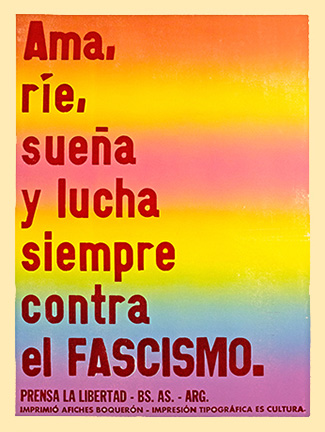 Ama,
ríe,
sueña
y lucha
siempre
contra
el FASCISMO.
PRENSA LA LIBERTAD - BS. AS. - ARG.
IMPRIMIÓ AFICHES BOQUERÓN - IMPRESIÓN TIPOGRÁFICA ES CULTURA.